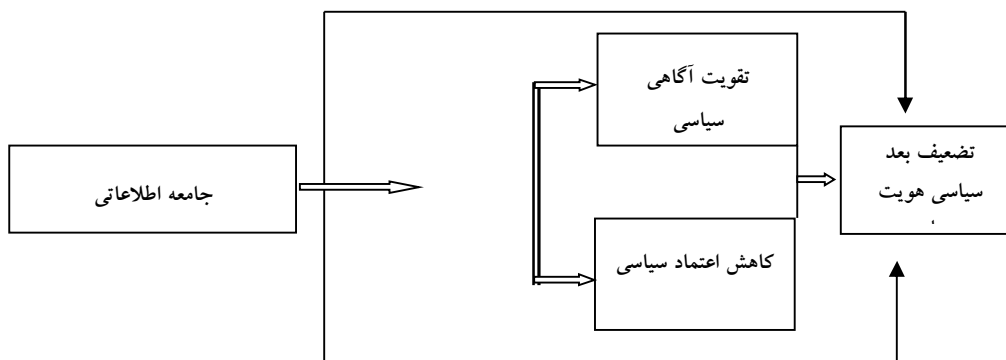 تقویت آگاهی
سیاسی
تضعیف بعد
سیاسی هویت
جامعه اطلاعاتی
کاهش اعتماد سیاسی